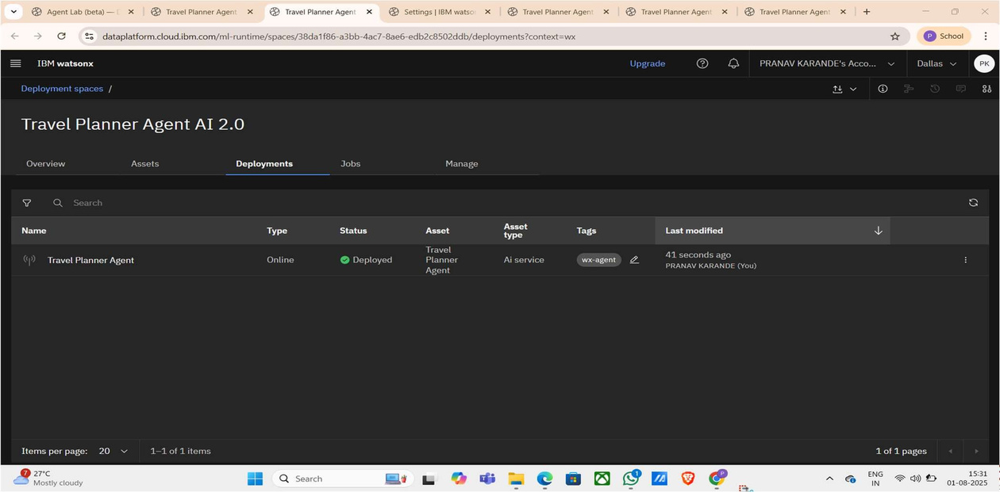 Agent Lab (beta) —
Travel Planner Agent
Travel Planner Agent
Settings | IBM watso
Travel Planner Agent
Travel Planner Agent
Travel Planner Agent
dataplatform.cloud.ibm.com/ml-runtime/spaces/38da1f86-a3bb-4ac7-8ae6-edb2c8502ddb/deployments?context=wx
P School
IBM watsonx
Upgrade
PRANAV KARANDE's Acco...
Dallas
PK
Deployment spaces /
Travel Planner Agent AI 2.0
Overview
Assets
Deployments
Jobs
Manage
Search
Name
Type
Status
Asset
Asset
type
Tags
Last modified
Travel Planner Agent
Online
Deployed
Travel
Planner
Agent
Ai service
wx-agent
41 seconds ago
PRANAV KARANDE (You)
Items per page: 20
1–1 of 1 items
1 of 1 pages
7
27°C
Mostly cloudy
Search
1
P
ENG
IN
15:31
01-08-2025